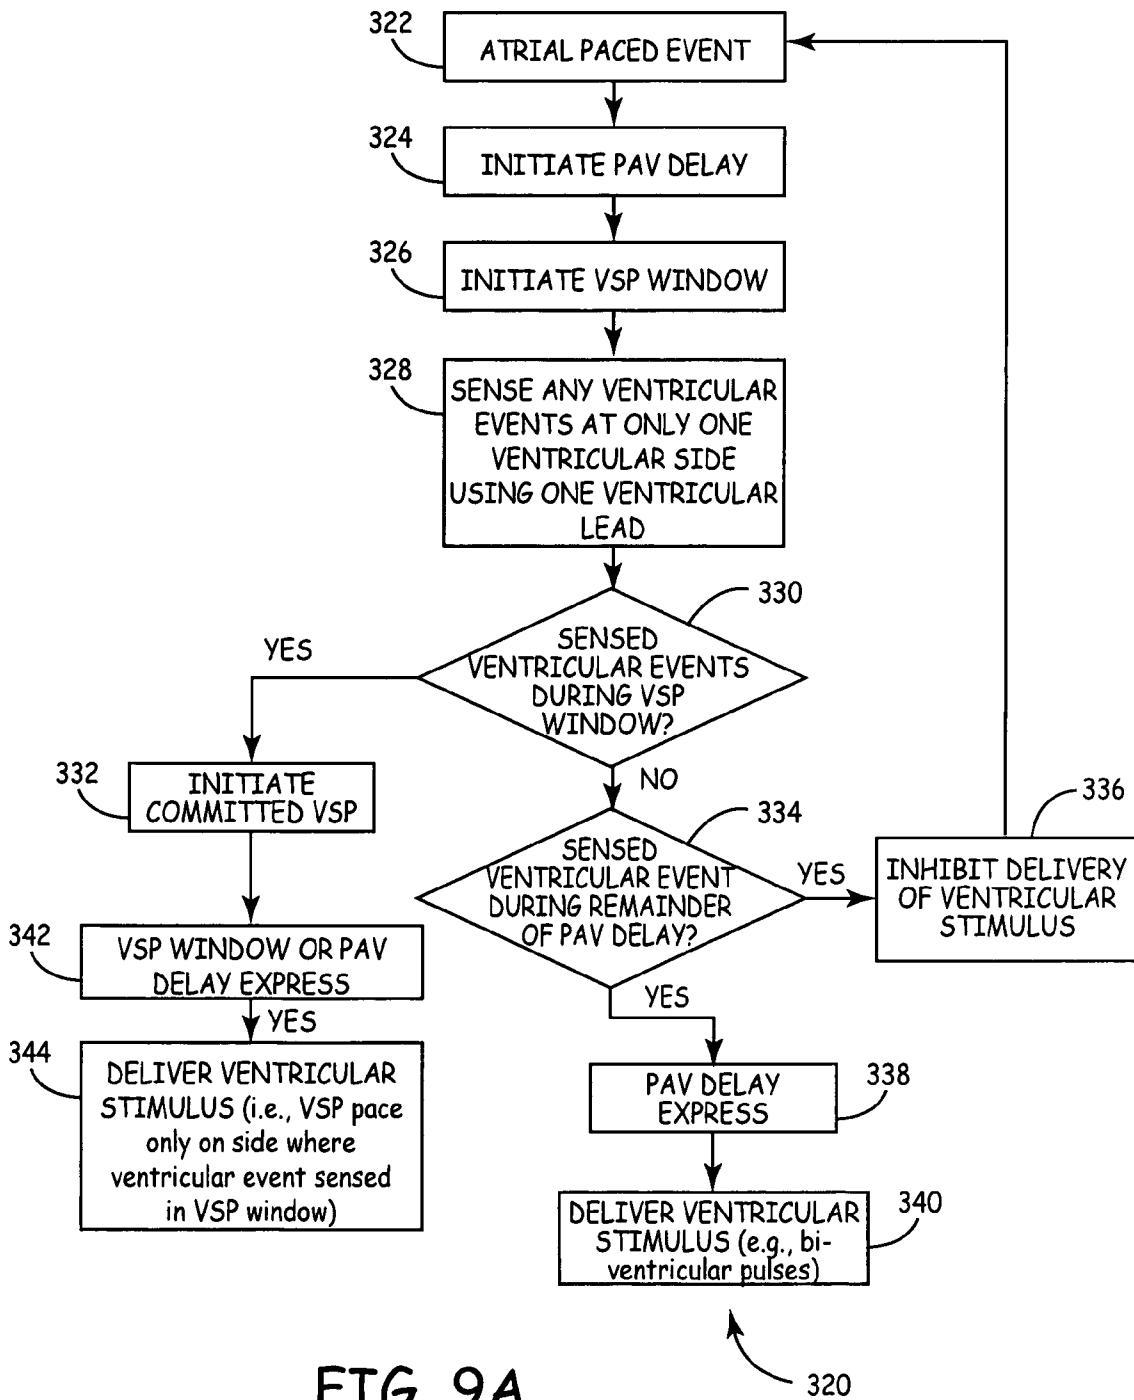 322
ATRIAL PACED EVENT
324
INITIATE PAV DELAY
326
INITIATE VSP WINDOW
328
SENSE ANY VENTRICULAR
EVENTS AT ONLY ONE
VENTRICULAR SIDE
USING ONE VENTRICULAR
LEAD
330
SENSED
VENTRICULAR EVENTS
DURING VSP
WINDOW?
YES
NO
332
INITIATE
COMMITTED VSP
334
SENSED
VENTRICULAR EVENT
DURING REMAINDER
OF PAV DELAY?
YES
336
INHIBIT DELIVERY
OF VENTRICULAR
STIMULUS
342
VSP WINDOW OR PAV
DELAY EXPRESS
YES
344
DELIVER VENTRICULAR
STIMULUS (i.e., VSP pace
only on side where
ventricular event sensed
in VSP window)
YES
PAV DELAY
EXPRESS
338
DELIVER VENTRICULAR
STIMULUS (e.g., bi-
ventricular pulses)
340
320
FIG. 9A